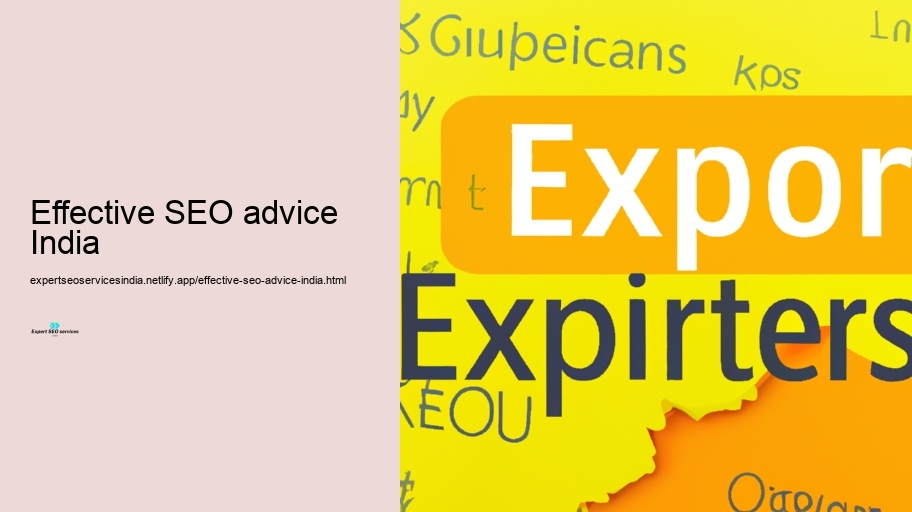 Effective SEO advice
India
expertseoservicesindia.netlify.app/effective-seo-advice-india.html
Expert SEO services
Giupeicans
kps
Expor
Expirters
KEOU